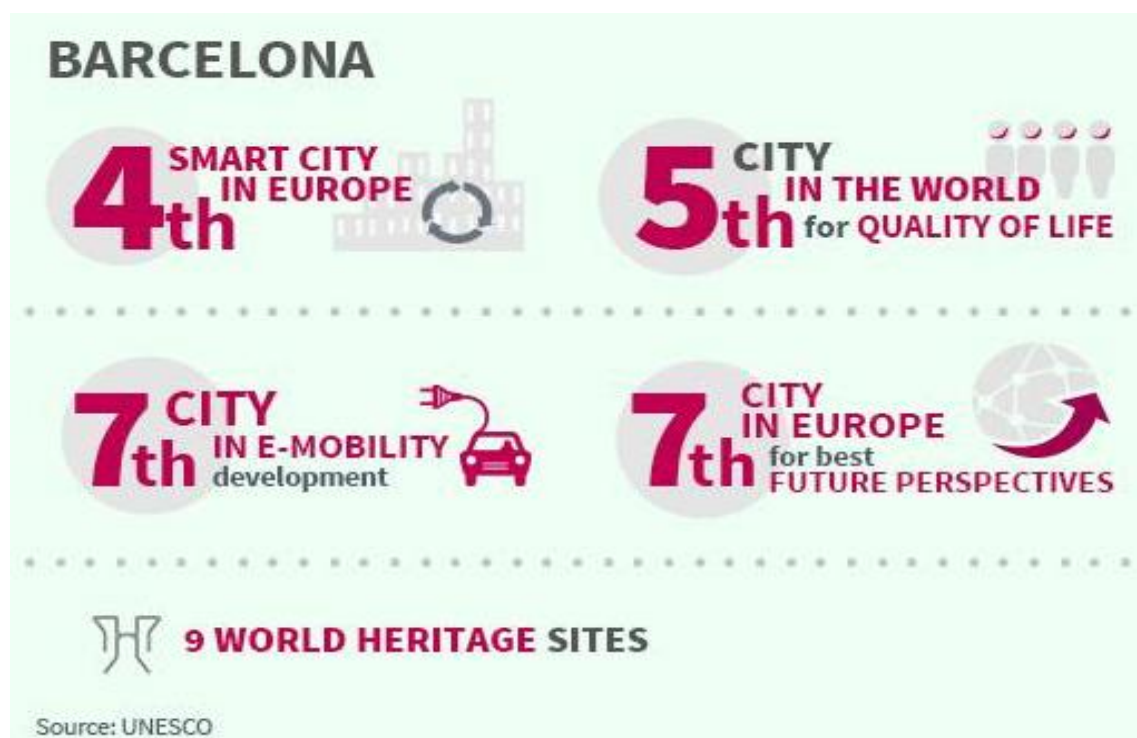 BARCELONA
4th
SMART CITY
IN EUROPE
5th
CITY
IN THE WORLD
for QUALITY OF LIFE
7th
CITY
IN E-MOBILITY
development
7th
CITY
IN EUROPE
for best
FUTURE PERSPECTIVES
9 WORLD HERITAGE SITES
Source: UNESCO